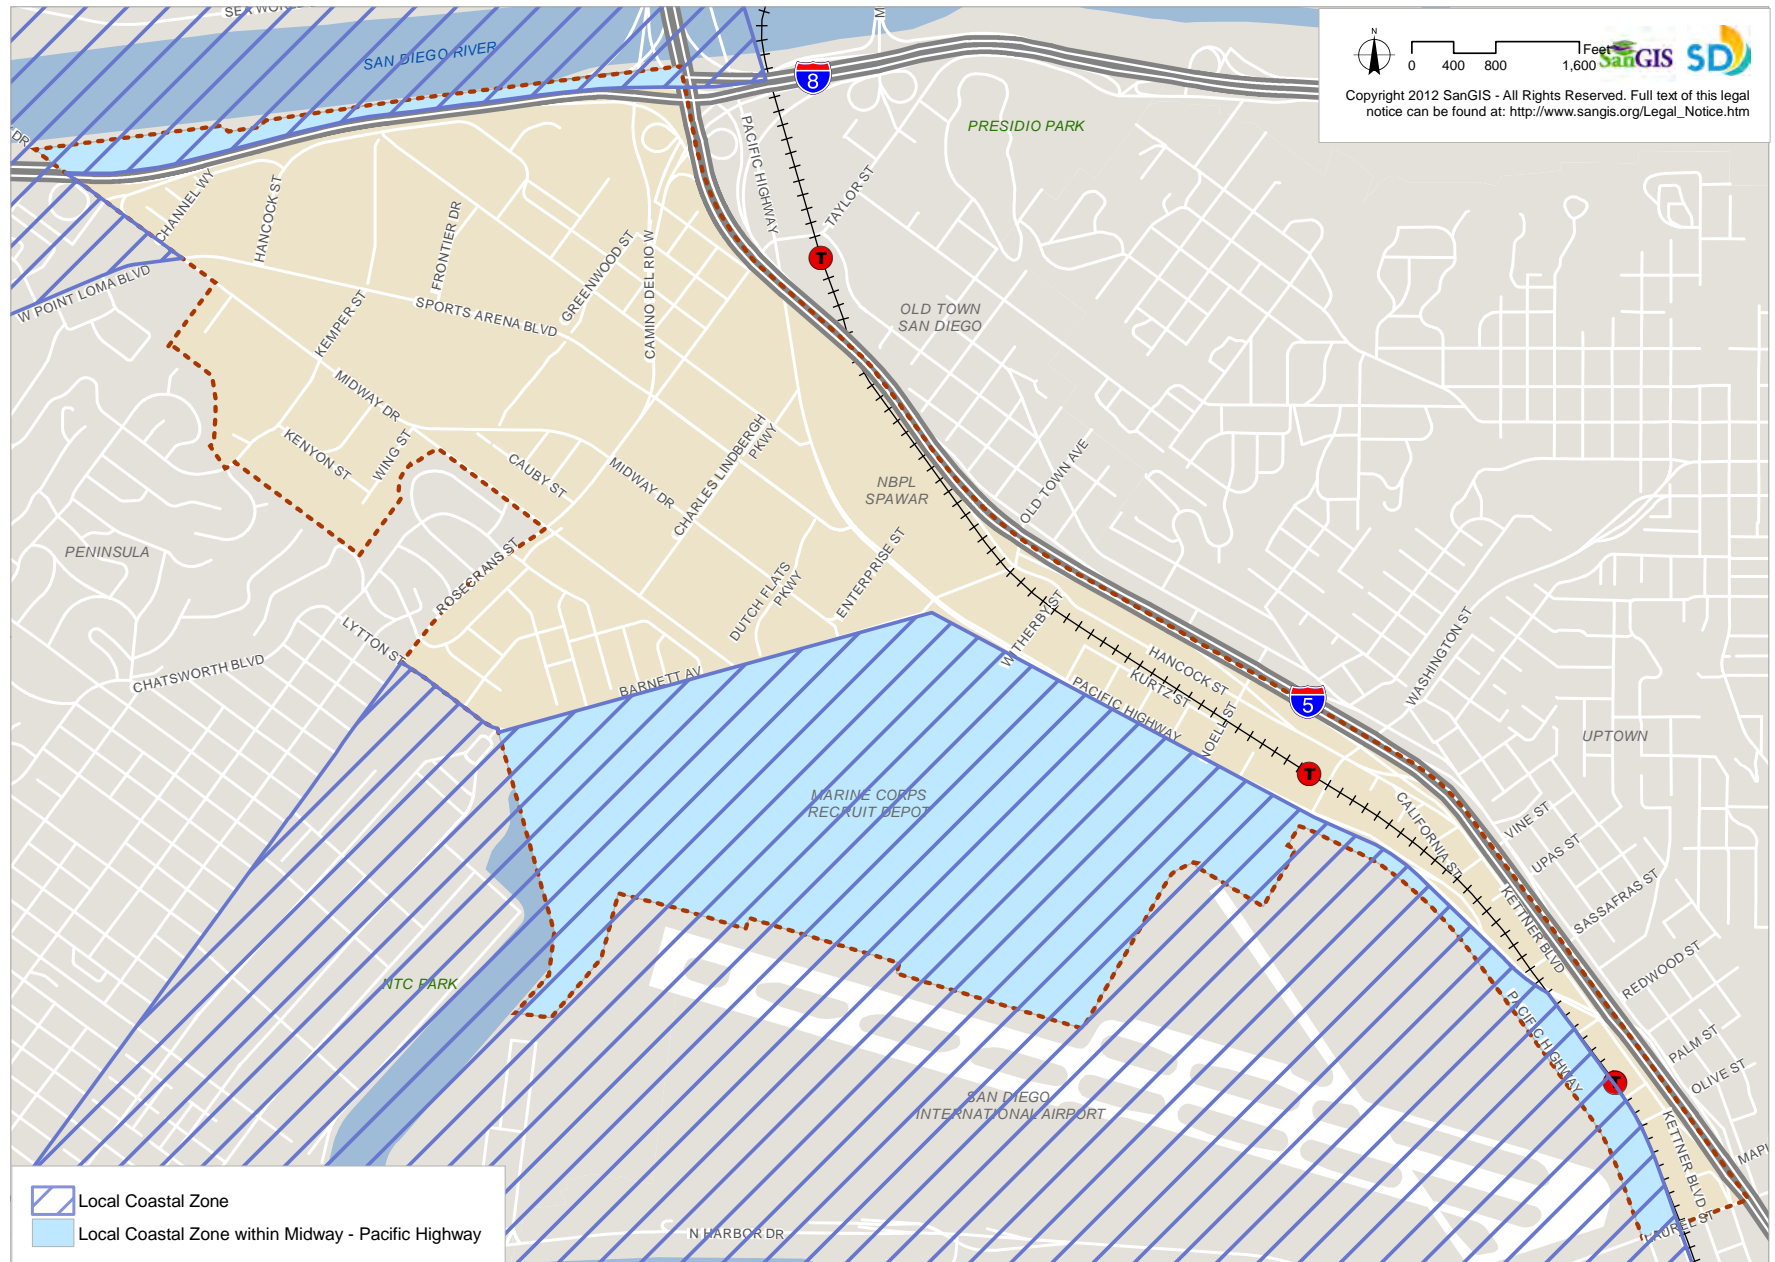 SAN DIEGO RIVER
8
N
Feet
0 400 800 1,600
SanGIS
SD
Copyright 2012 SanGIS - All Rights Reserved. Full text of this legal
notice can be found at: http://www.sangis.org/Legal_Notice.htm
DR
M
PRESIDIO PARK
PACIFIC HIGHWAY
TAYLOR ST
T
CHANNEL WY
HANCOCK ST
FRONTIER DR
GREENWOOD ST
CAMINO DEL RIO W
W POINT LOMA BLVD
KEMPER ST
SPORTS ARENA BLVD
OLD TOWN
SAN DIEGO
MIDWAY DR
KENYON ST
WING ST
CAUBY ST
MIDWAY DR
CHARLES LINDBERGH
PKWY
NBPL
SPAWAR
OLD TOWN AVE
PENINSULA
ROSECRANS ST
DUTCH FLATS
PKWY
ENTERPRISE ST
WITHERBY ST
LYTTON ST
CHATSWORTH BLVD
BARNETT AV
HANCOCK ST
KURTZ ST
PACIFIC HIGHWAY
NOELL ST
5
WASHINGTON ST
UPTOWN
T
MARINE CORPS
RECRUIT DEPOT
CALIFORNIA ST
VINE ST
UPAS ST
SASSAFRAS ST
KETTNER BLVD
REDWOOD ST
NTC PARK
PACIFIC HIGHWAY
PALM ST
OLIVE ST
T
SAN DIEGO
INTERNATIONAL AIRPORT
KETTNER BLVD
LAUREL ST
N HARBOR DR
Local Coastal Zone
Local Coastal Zone within Midway - Pacific Highway